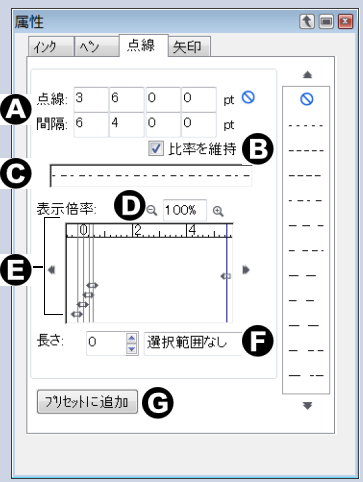 属性
インク ペン 点線 矢印
A 点線: 3 6 0 0 pt
間隔: 6 4 0 0 pt
比率を維持 B
C
表示倍率: D 100%
0 2 4
E
長さ: 0 選択範囲なし F
プリセットに追加 G